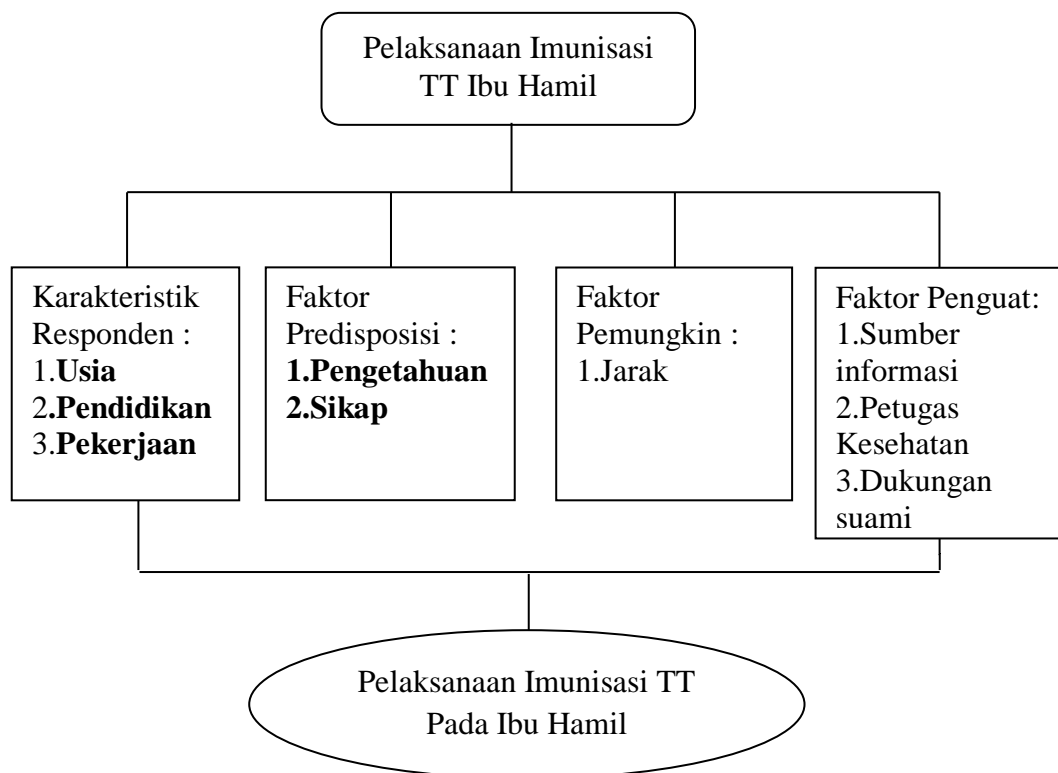 Pelaksanaan Imunisasi
TT Ibu Hamil
Karakteristik
Responden :
1.Usia
2.Pendidikan
3.Pekerjaan
Faktor
Predisposisi :
1.Pengetahuan
2.Sikap
Faktor
Pemungkin :
1.Jarak
Faktor Penguat:
1.Sumber
informasi
2.Petugas
Kesehatan
3.Dukungan
suami
Pelaksanaan Imunisasi TT
Pada Ibu Hamil